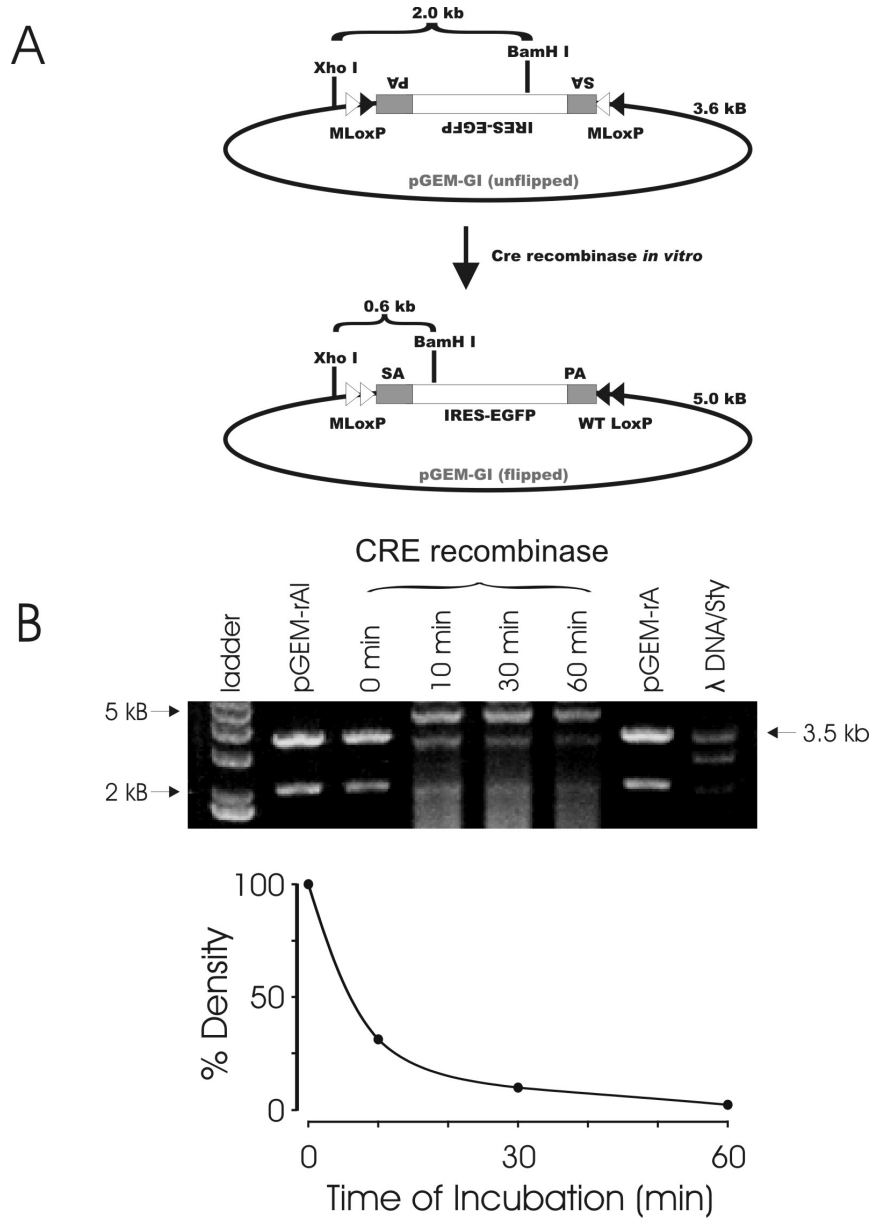 A
2.0 kb
BamH I
Xho I
PA
SA
3.6 kB
MLoxP
IRES-EGFP
MLoxP
pGEM-GI (unflipped)
Cre recombinase in vitro
0.6 kb
BamH I
Xho I
SA
PA
5.0 kB
MLoxP
IRES-EGFP
WT LoxP
pGEM-GI (flipped)
CRE recombinase
B
ladder
pGEM-rAI
0 min
10 min
30 min
60 min
pGEM-rA
λ DNA/Sty
5 kB
3.5 kb
2 kB
100
50
0
% Density
0
30
60
Time of Incubation (min)